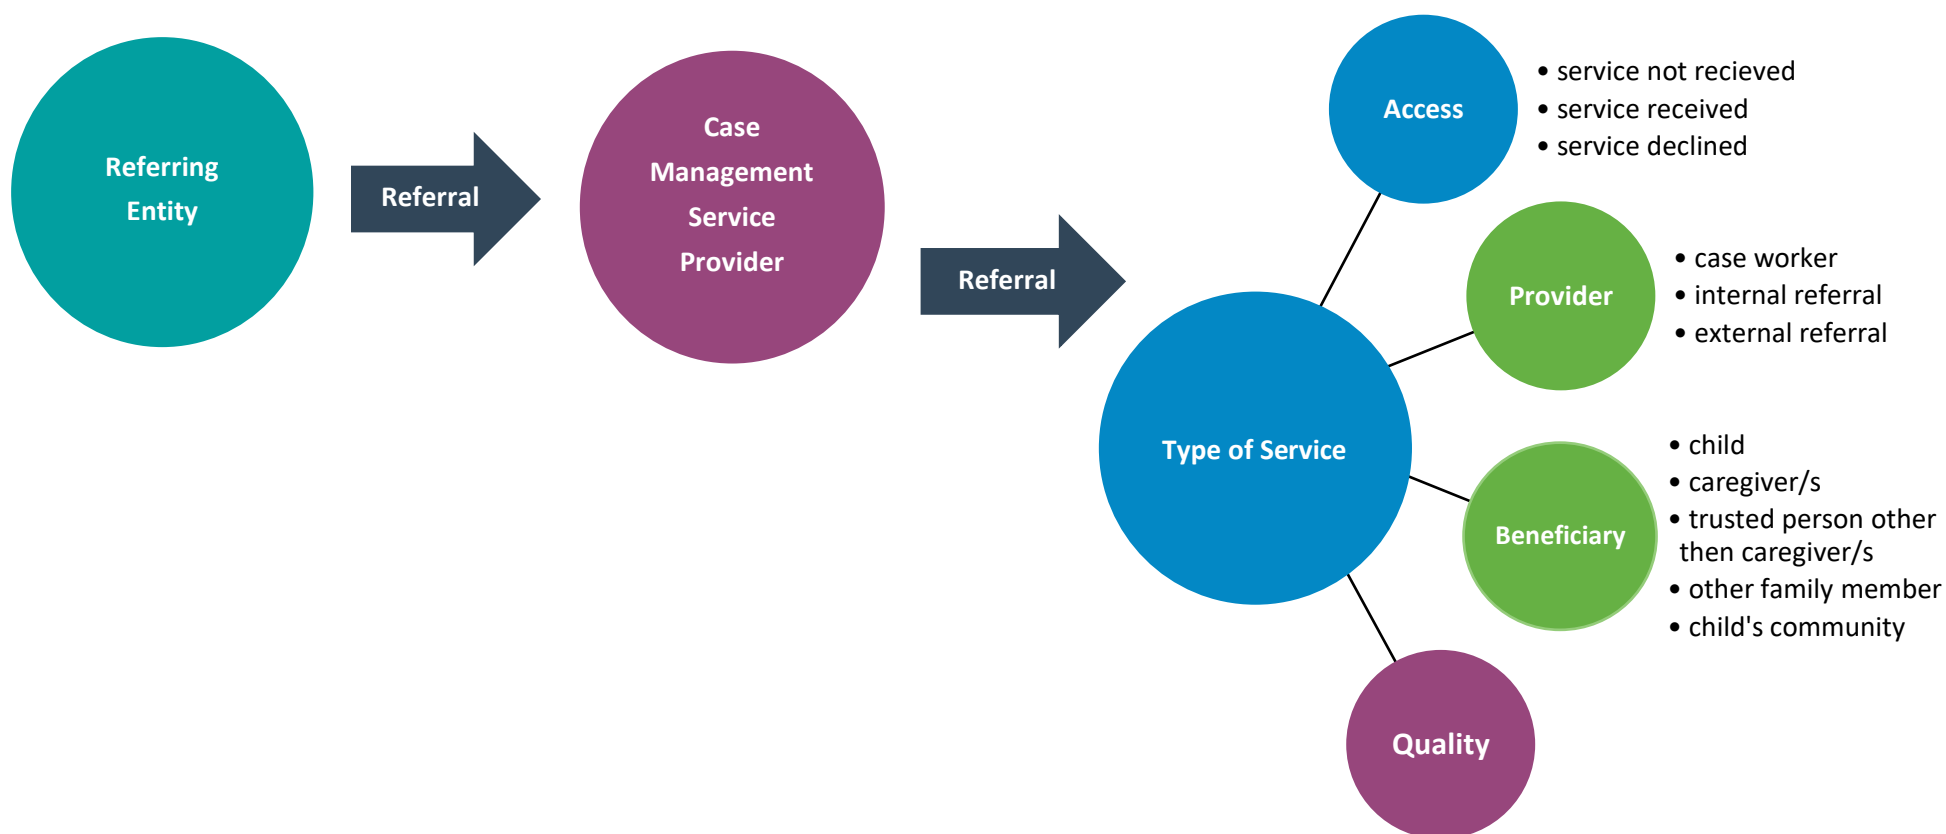 Referring
Entity
Referral
Case
Management
Service
Provider
Referral
Type of Service
Access
• service not recieved
• service received
• service declined
Provider
• case worker
• internal referral
• external referral
Beneficiary
• child
• caregiver/s
• trusted person other
then caregiver/s
• other family member
• child's community
Quality